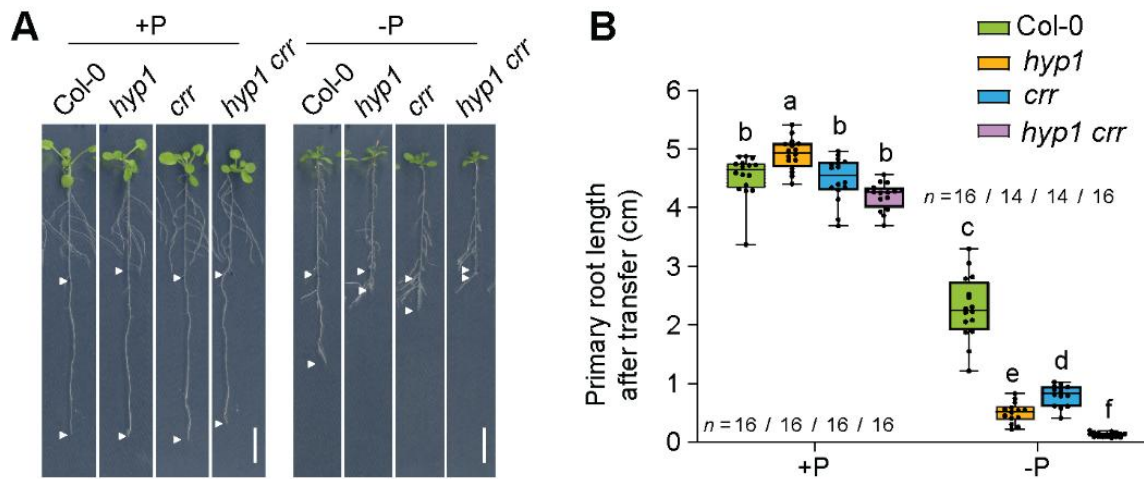 A
+P
-P
Col-0
hyp1
crr
hyp1 crr
Col-0
hyp1
crr
hyp1 crr
B
Col-0
hyp1
crr
hyp1 crr
Primary root length
after transfer (cm)
6
5
4
3
2
1
0
b
a
b
b
c
e
d
f
n = 16 / 14 / 14 / 16
n = 16 / 16 / 16 / 16
+P
-P